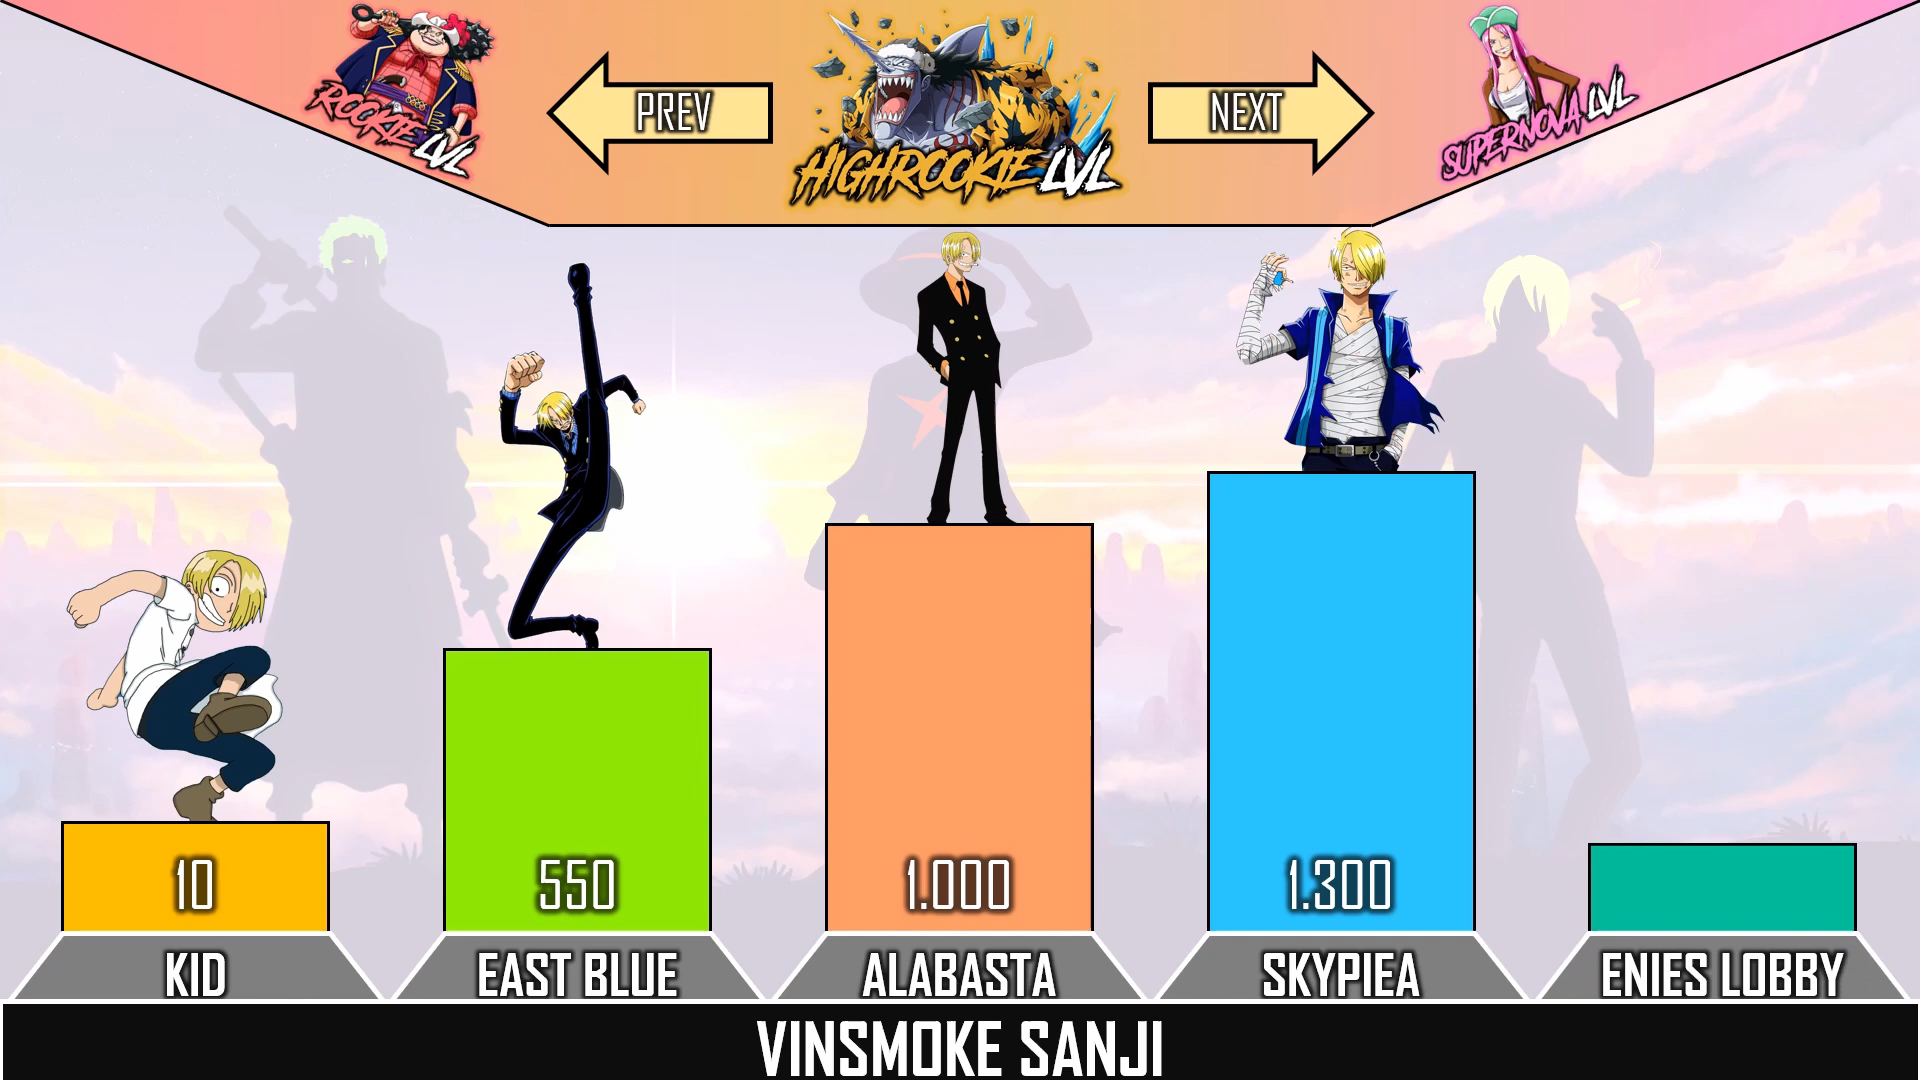 ROOKIE LVL
PREV
HIGHROOKIE LVL
NEXT
SUPERNOVA LVL
10
550
1.000
1.300
KID
EAST BLUE
ALABASTA
SKYPIEA
ENIES LOBBY
VINSMOKE SANJI